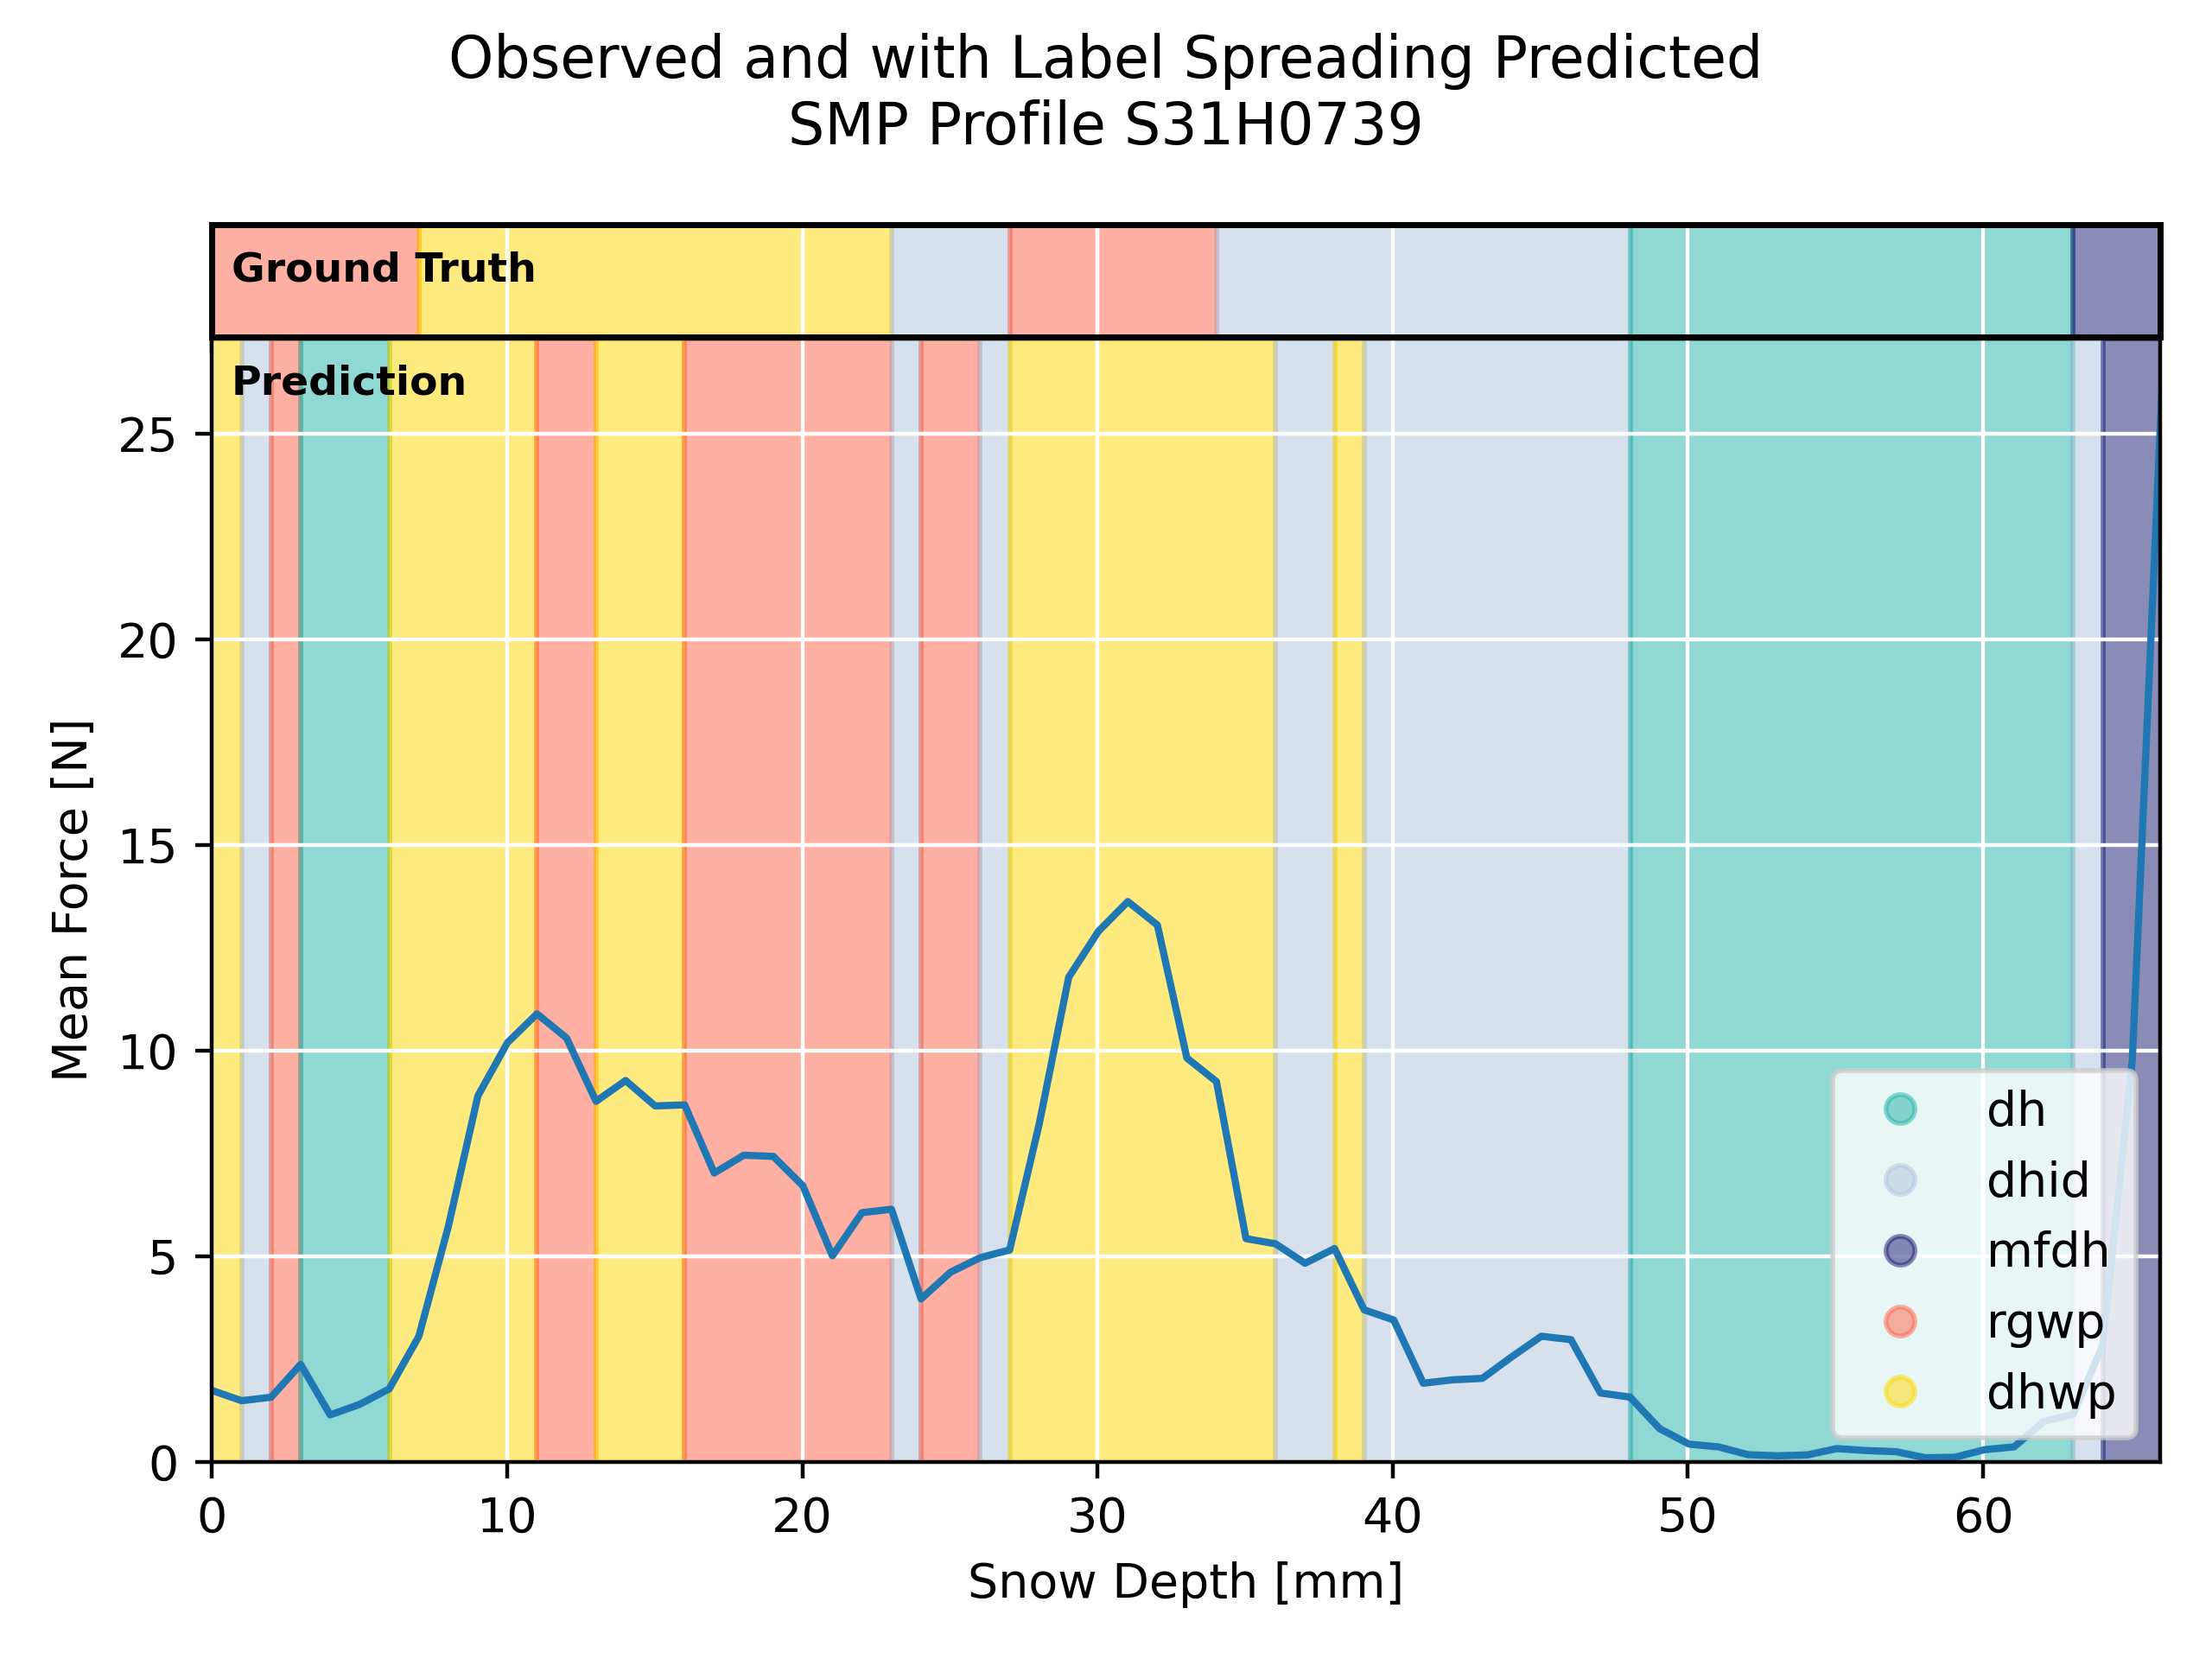 Observed and with Label Spreading Predicted
SMP Profile S31H0739
Ground Truth
Prediction
25
20
15
10
5
0
Mean Force [N]
dh
dhid
mfdh
rgwp
dhwp
0 10 20 30 40 50 60
Snow Depth [mm]